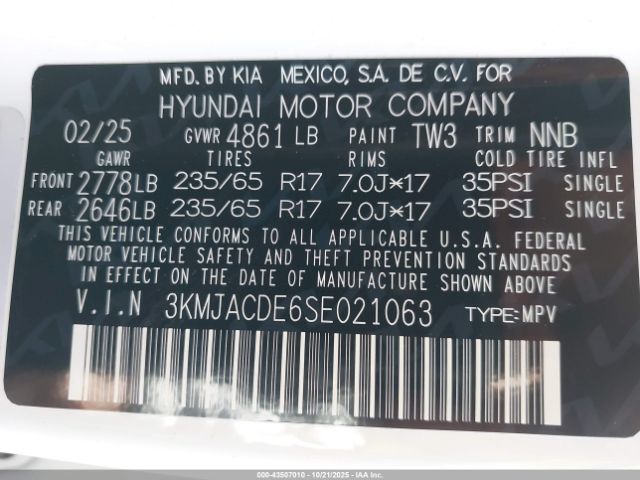 MFD. BY KIA MEXICO, S.A. DE C.V. FOR
HYUNDAI MOTOR COMPANY
02/25 GVWR 4861 LB PAINT TW3 TRIM NNB
GAWR TIRES RIMS COLD TIRE INFL
FRONT 2778LB 235/65 R17 7.0J×17 35PSI SINGLE
REAR 2646LB 235/65 R17 7.0J×17 35PSI SINGLE
THIS VEHICLE CONFORMS TO ALL APPLICABLE U.S.A. FEDERAL
MOTOR VEHICLE SAFETY AND THEFT PREVENTION STANDARDS
IN EFFECT ON THE DATE OF MANUFACTURE SHOWN ABOVE
V.I.N 3KMJACDE6SE021063 TYPE:MPV
000-43507010 - 10/21/2025 - IAAI.com